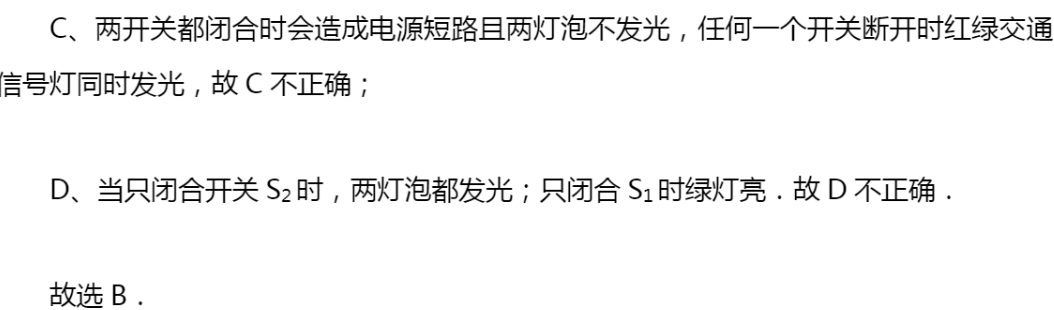 C、两开关都闭合时会造成电源短路且两灯泡不发光，任何一个开关断开时红绿交通
信号灯同时发光，故 C 不正确；
D、当只闭合开关 S₂ 时，两灯泡都发光；只闭合 S₁ 时绿灯亮．故 D 不正确．
故选 B．